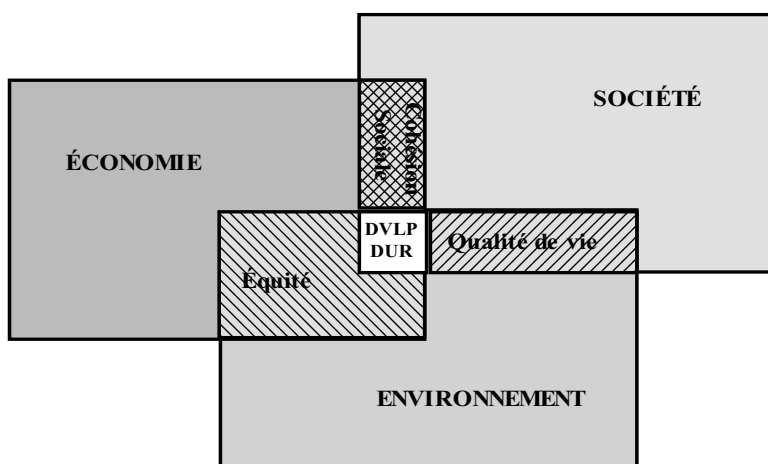 SOCIÉTÉ
ÉCONOMIE
Cohésion
Sociale
DVLP
DUR
Qualité de vie
Équité
ENVIRONNEMENT